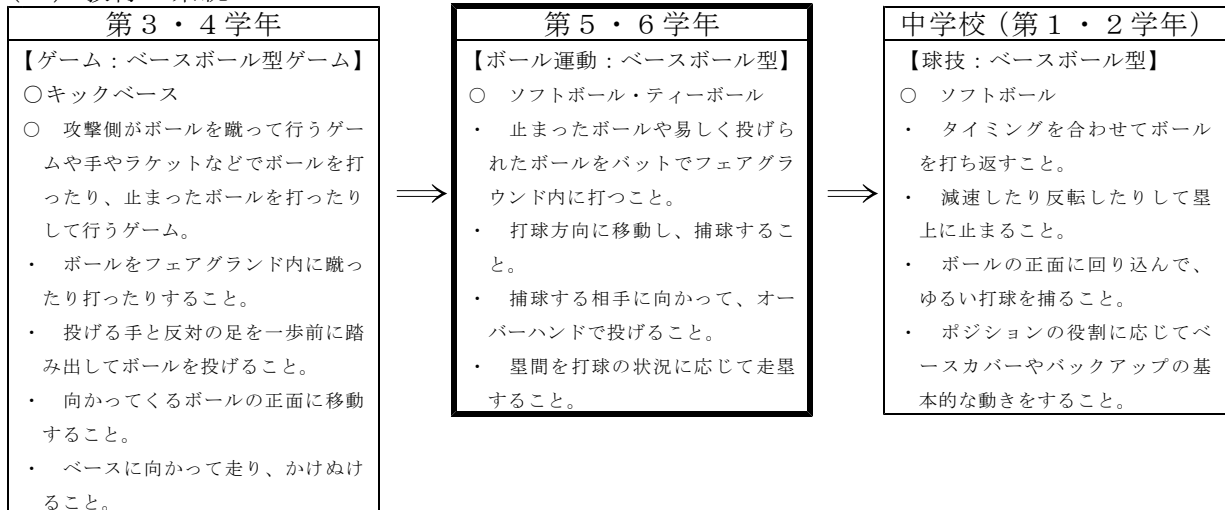 第３・４学年
【ゲーム：ベースボール型ゲーム】
○キックベース
○　攻撃側がボールを蹴って行うゲー
ムや手やラケットなどでボールを打
ったり、止まったボールを打ったり
して行うゲーム。
・　ボールをフェアグランド内に蹴っ
たり打ったりすること。
・　投げる手と反対の足を一歩前に踏
み出してボールを投げること。
・　向かってくるボールの正面に移動
すること。
・　ベースに向かって走り、かけぬけ
ること。
第５・６学年
【ボール運動：ベースボール型】
○　ソフトボール・ティーボール
・　止まったボールや易しく投げら
れたボールをバットでフェアグラ
ウンド内に打つこと。
・　打球方向に移動し、捕球するこ
と。
・　捕球する相手に向かって、オー
バーハンドで投げること。
・　塁間を打球の状況に応じて走塁
すること。
中学校（第１・２学年）
【球技：ベースボール型】
○　ソフトボール
・　タイミングを合わせてボール
を打ち返すこと。
・　減速したり反転したりして塁
上に止まること。
・　ボールの正面に回り込んで、
ゆるい打球を捕ること。
・　ポジションの役割に応じてベ
ースカバーやバックアップの基
本的な動きをすること。